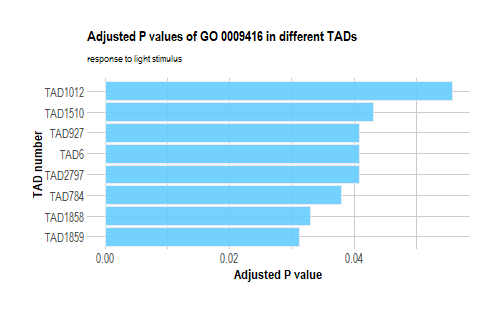 Adjusted P values of GO 0009416 in different TADs
response to light stimulus
TAD number
TAD1012
TAD1510
TAD927
TAD6
TAD2797
TAD784
TAD1858
TAD1859
0.00 0.02 0.04
Adjusted P value